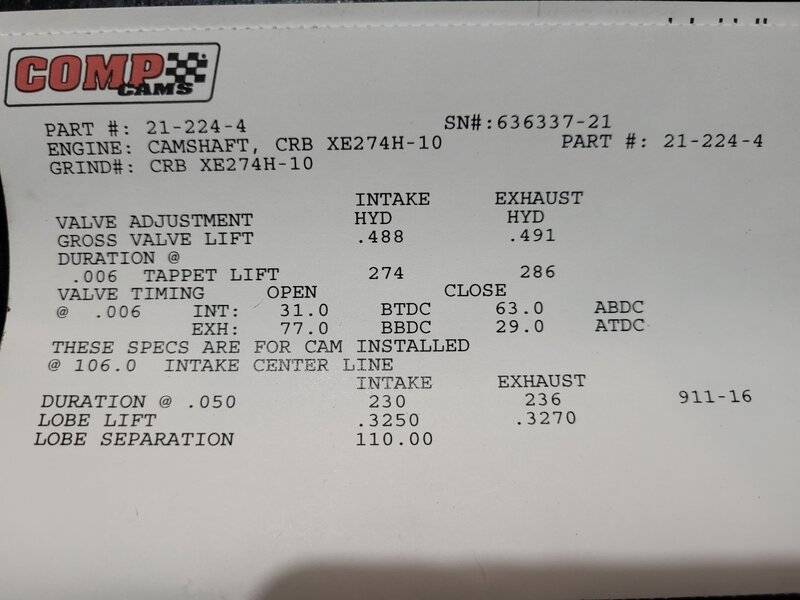 COMP
CAMS
PART #: 21-224-4 SN#:636337-21
ENGINE: CAMSHAFT, CRB XE274H-10 PART #: 21-224-4
GRIND#: CRB XE274H-10
INTAKE EXHAUST
VALVE ADJUSTMENT HYD HYD
GROSS VALVE LIFT .488 .491
DURATION @
.006 TAPPET LIFT 274 286
VALVE TIMING OPEN CLOSE
@ .006 INT: 31.0 BTDC 63.0 ABDC
EXH: 77.0 BBDC 29.0 ATDC
THESE SPECS ARE FOR CAM INSTALLED
@ 106.0 INTAKE CENTER LINE
INTAKE EXHAUST
DURATION @ .050 230 236 911-16
LOBE LIFT .3250 .3270
LOBE SEPARATION 110.00